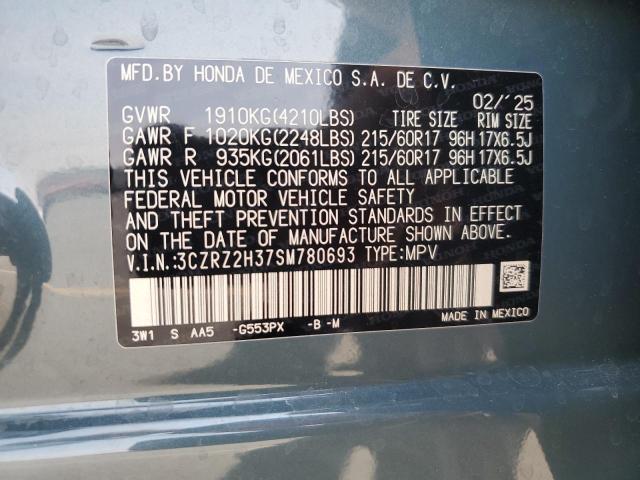 MFD.BY HONDA DE MEXICO S.A. DE C.V.
02/'25
GVWR 1910KG(4210LBS) TIRE SIZE RIM SIZE
GAWR F 1020KG(2248LBS) 215/60R17 96H 17X6.5J
GAWR R 935KG(2061LBS) 215/60R17 96H 17X6.5J
THIS VEHICLE CONFORMS TO ALL APPLICABLE
FEDERAL MOTOR VEHICLE SAFETY
AND THEFT PREVENTION STANDARDS IN EFFECT
ON THE DATE OF MANUFACTURE SHOWN ABOVE.
V.I.N.:3CZRZ2H37SM780693 TYPE:MPV
3W1 S AA5 -G553PX -B -M
MADE IN MEXICO